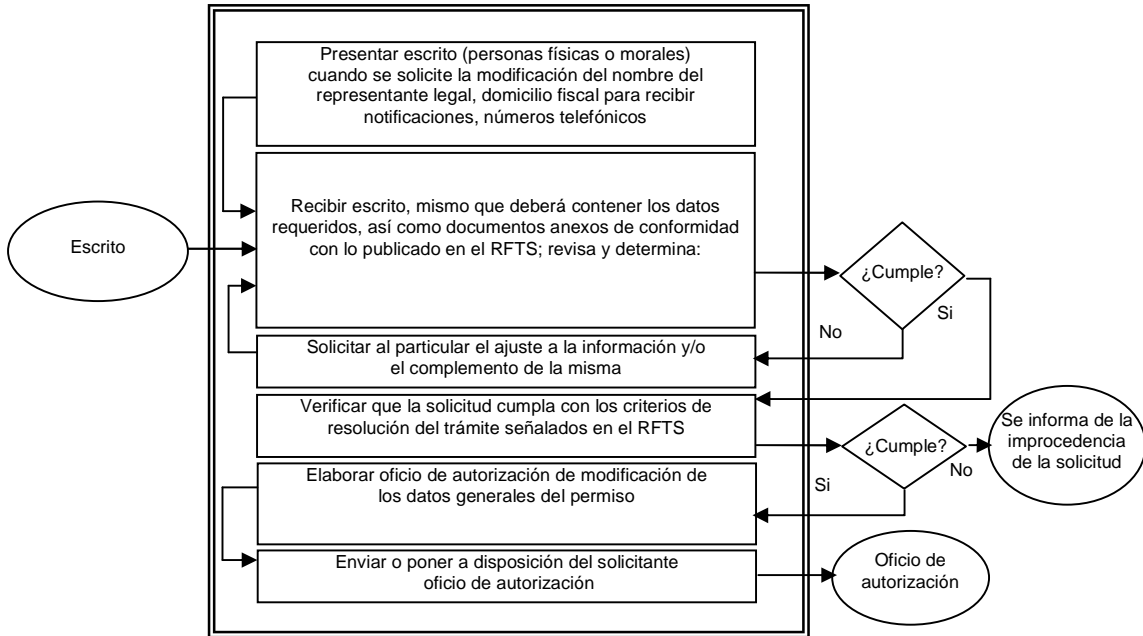 Presentar escrito (personas físicas o morales)
cuando se solicite la modificación del nombre del
representante legal, domicilio fiscal para recibir
notificaciones, números telefónicos
Escrito
Recibir escrito, mismo que deberá contener los datos
requeridos, así como documentos anexos de conformidad
con lo publicado en el RFTS; revisa y determina:
¿Cumple?
Si
No
Solicitar al particular el ajuste a la información y/o
el complemento de la misma
Verificar que la solicitud cumpla con los criterios de
resolución del trámite señalados en el RFTS
¿Cumple?
No
Se informa de la
improcedencia
de la solicitud
Si
Elaborar oficio de autorización de modificación de
los datos generales del permiso
Enviar o poner a disposición del solicitante
oficio de autorización
Oficio de
autorización